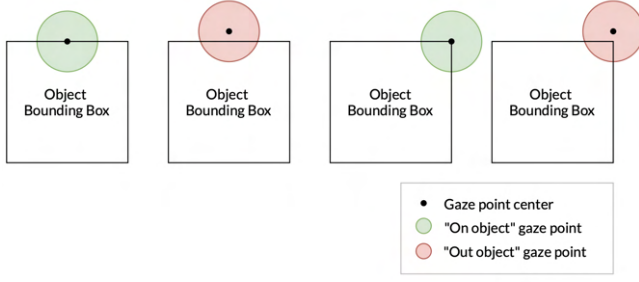 Object
Bounding Box
Object
Bounding Box
Object
Bounding Box
Object
Bounding Box
Gaze point center
"On object" gaze point
"Out object" gaze point